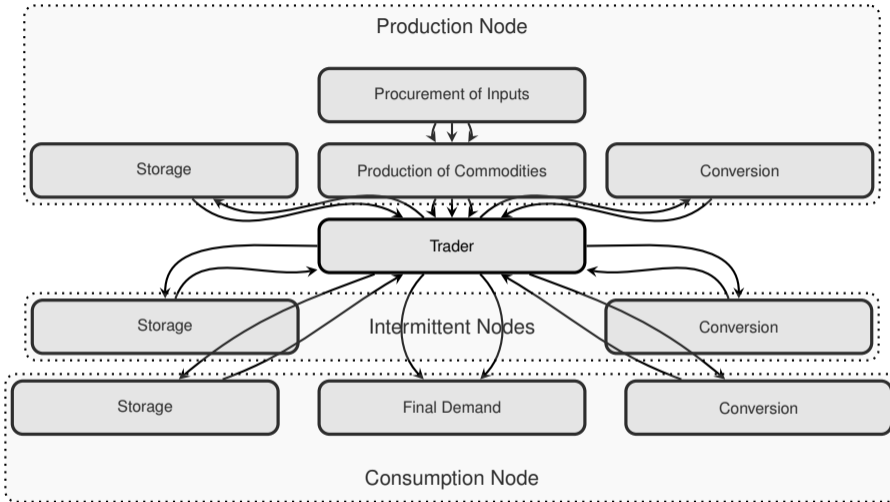 Production Node
Procurement of Inputs
Storage
Production of Commodities
Conversion
Trader
Storage
Intermittent Nodes
Conversion
Storage
Final Demand
Conversion
Consumption Node